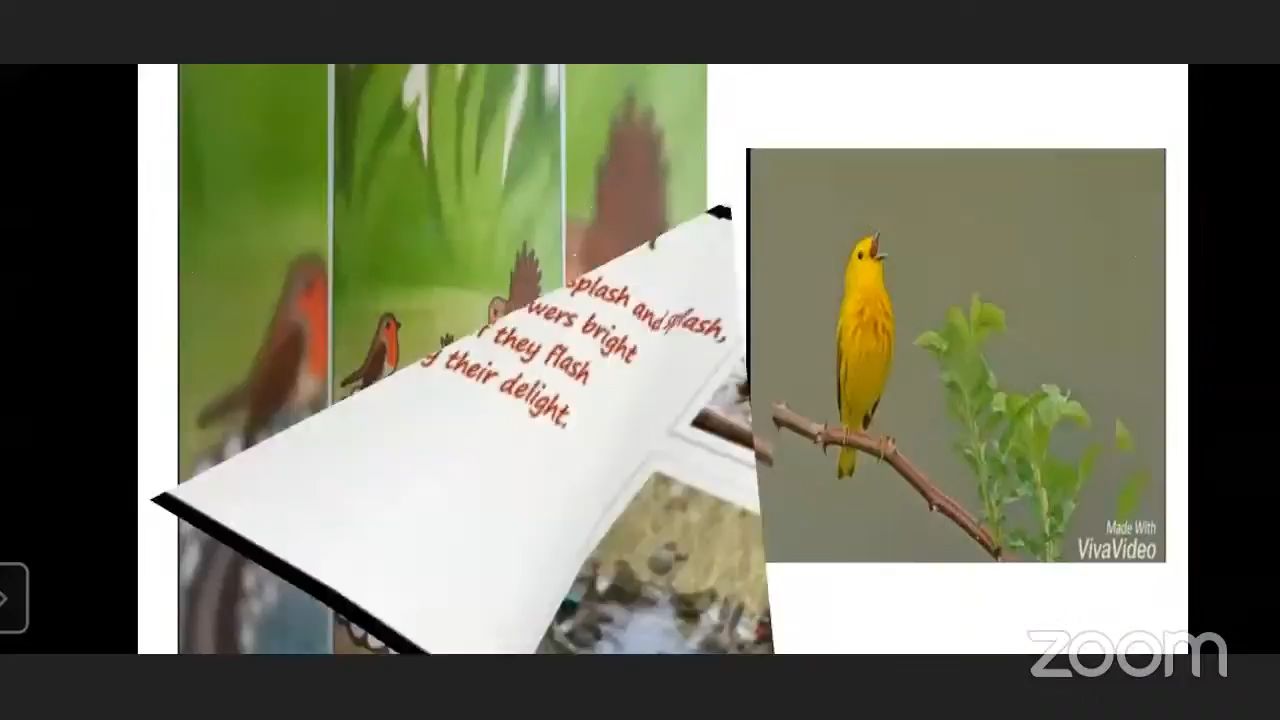 Splash and splash,
wers bright
they flash
y their delight.
Made With
VivaVideo
zoom